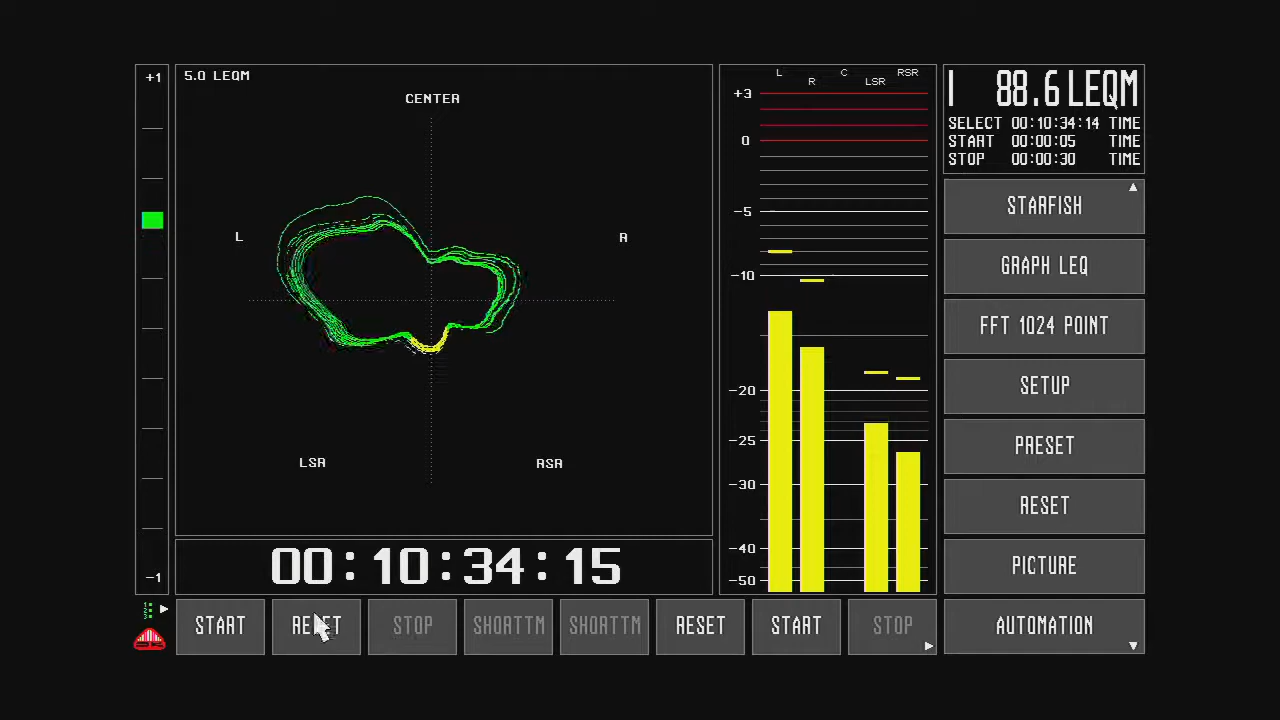 +1
-1
5.0 LEQM
CENTER
L
R
LSR
RSR
00:10:34:15
L
R
C
LSR
RSR
+3
0
-5
-10
-20
-25
-30
-40
-50
I 88.6 LEQM
SELECT 00:10:34:14 TIME
START 00:00:05 TIME
STOP 00:00:30 TIME
STARFISH
GRAPH LEQ
FFT 1024 POINT
SETUP
PRESET
RESET
PICTURE
AUTOMATION
START
RESET
STOP
SHORTTM
SHORTTM
RESET
START
STOP